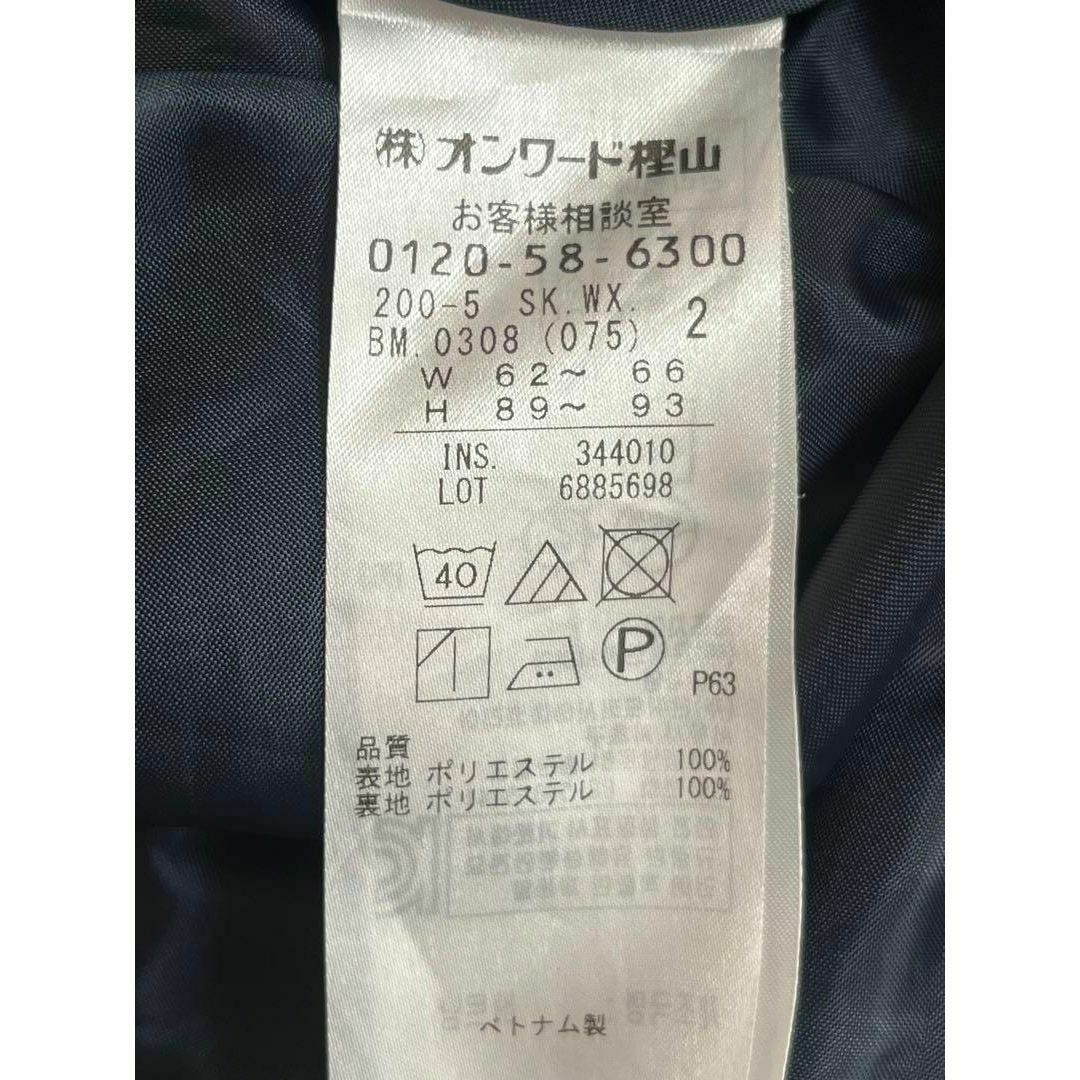 (株)オンワード樫山
お客様相談室
0120-58-6300
200-5 SK.WX.
BM.0308 (075) 2
W 62〜 66
H 89〜 93
INS. 344010
LOT 6885698
40
P
P63
品質
表地 ポリエステル 100%
裏地 ポリエステル 100%
ベトナム製